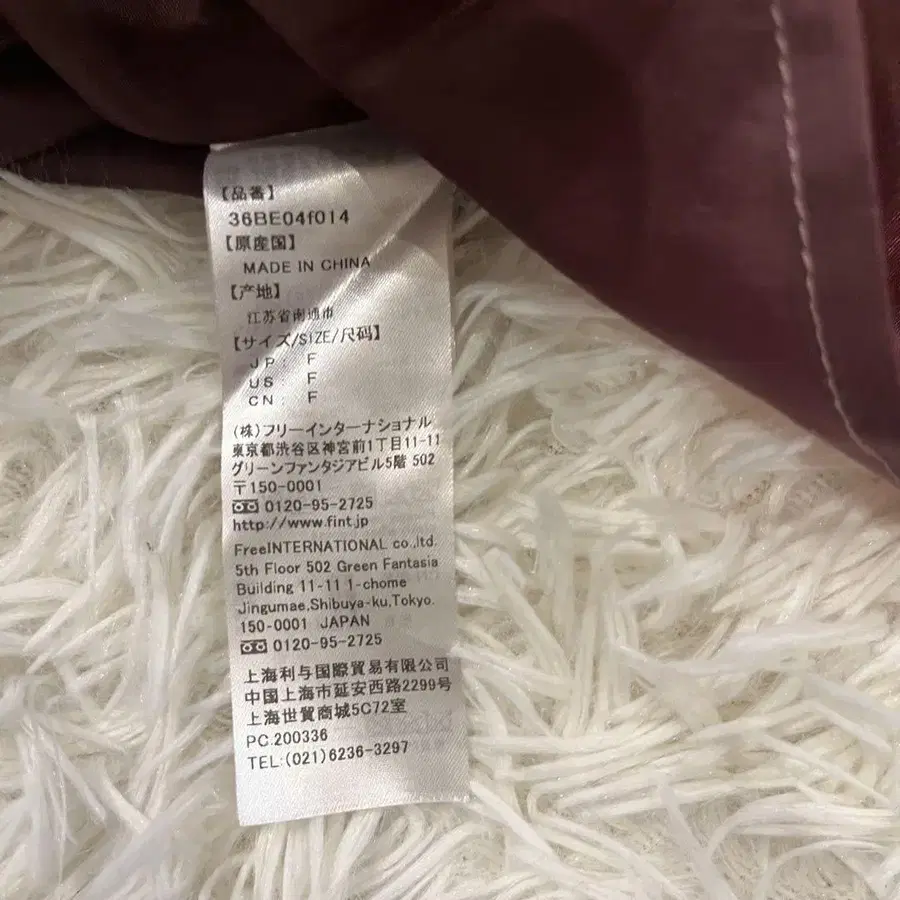 【品番】
36BE04f014
【原産国】
MADE IN CHINA
【产地】
江苏省南通市
【サイズ/SIZE/尺码】
JP: F
US: F
CN: F
(株)フリーインターナショナル
東京都渋谷区神宮前1丁目11-11
グリーンファンタジアビル5階 502
〒150-0001
0120-95-2725
http://www.fint.jp
FreeINTERNATIONAL co.,ltd.
5th Floor 502 Green Fantasia
Building 11-11 1-chome
Jingumae,Shibuya-ku,Tokyo.
150-0001 JAPAN
0120-95-2725
上海利与国際貿易有限公司
中国上海市延安西路2299号
上海世貿商城5C72室
PC.200336
TEL:(021)6236-3297